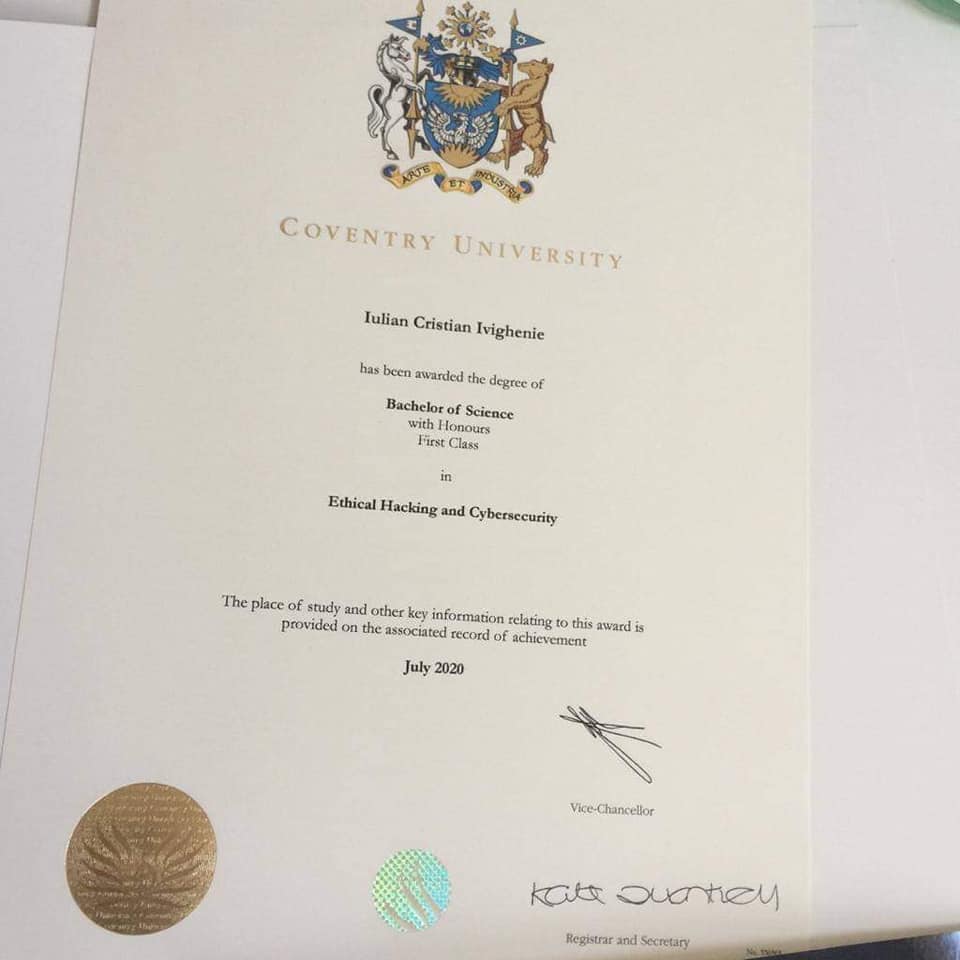 ARTE ET INDUSTRIA
COVENTRY UNIVERSITY
Iulian Cristian Ivighenie
has been awarded the degree of
Bachelor of Science
with Honours
First Class
in
Ethical Hacking and Cybersecurity
The place of study and other key information relating to this award is
provided on the associated record of achievement
July 2020
Vice-Chancellor
Registrar and Secretary
No.